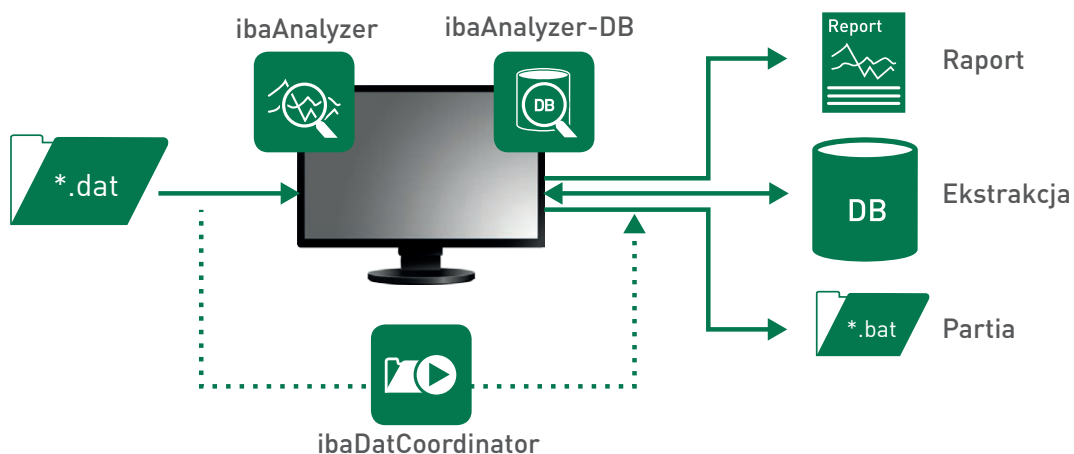 ibaAnalyzer
ibaAnalyzer-DB
Report
Raport
DB
*.dat
DB
Ekstrakcja
*.bat
Partia
ibaDatCoordinator